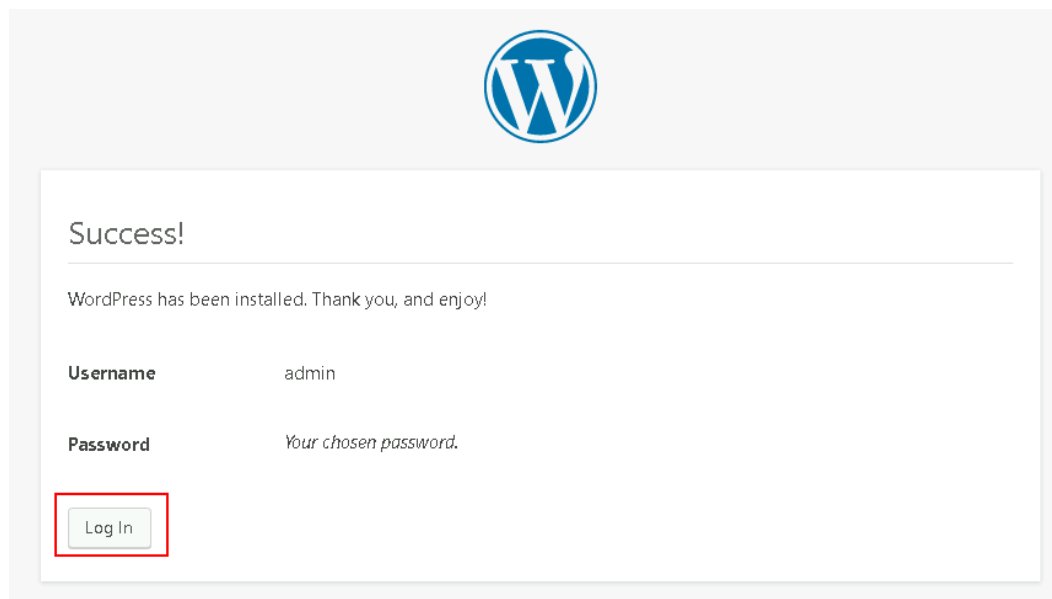 Success!
WordPress has been installed. Thank you, and enjoy!
Username admin
Password Your chosen password.
Log In